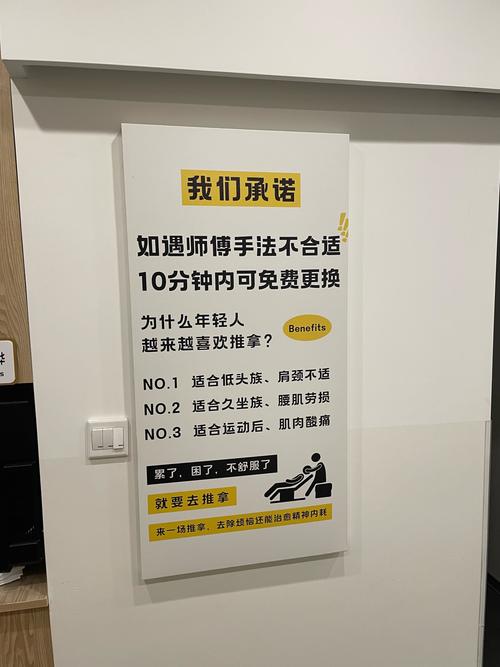 我们承诺
如遇师傅手法不合适
10分钟内可免费更换
!!
为什么年轻人
越来越喜欢推拿?
Benefits
NO.1 适合低头族、肩颈不适
NO.2 适合久坐族、腰肌劳损
NO.3 适合运动后、肌肉酸痛
累了,困了,不舒服了
就要去推拿
来一场推拿,去除烦恼还能治愈精神内耗